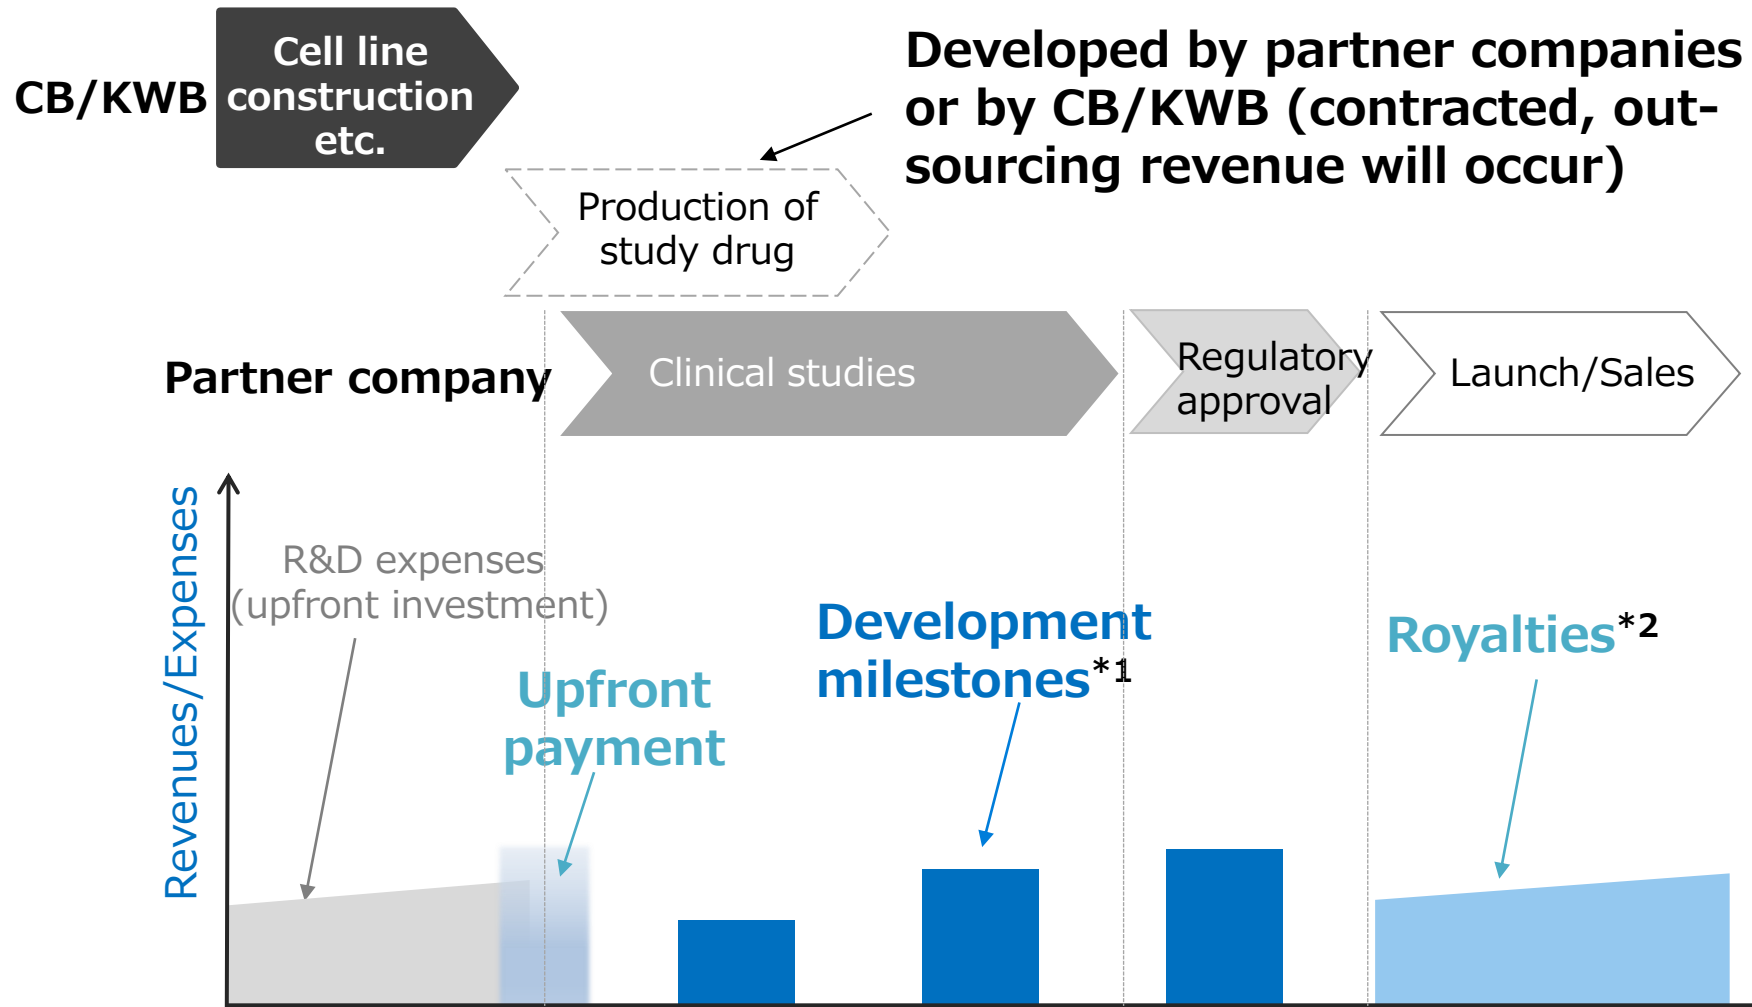 CB/KWB
Cell line
construction
etc.
Developed by partner companies
or by CB/KWB (contracted, out-
sourcing revenue will occur)
Production of
study drug
Partner company
Clinical studies
Regulatory
approval
Launch/Sales
Revenues/Expenses
R&D expenses
(upfront investment)
Upfront
payment
Development
milestones*1
Royalties*2